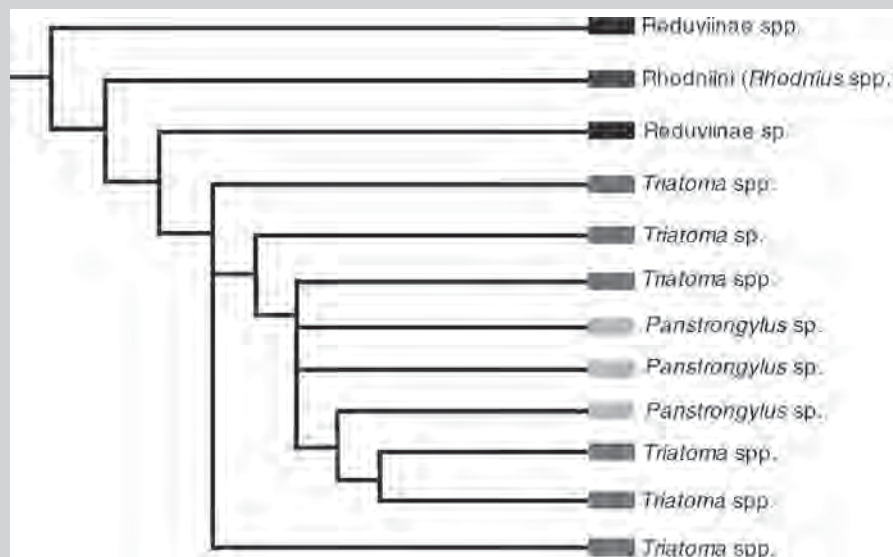 Reduviinae spp.
Rhodniini (Rhodnius spp.
Reduviinae sp.
Triatoma spp.
Triatoma sp.
Triatoma spp.
Panstrongylus sp.
Panstrongylus sp.
Panstrongylus sp.
Triatoma spp.
Triatoma spp.
Triatoma spp.